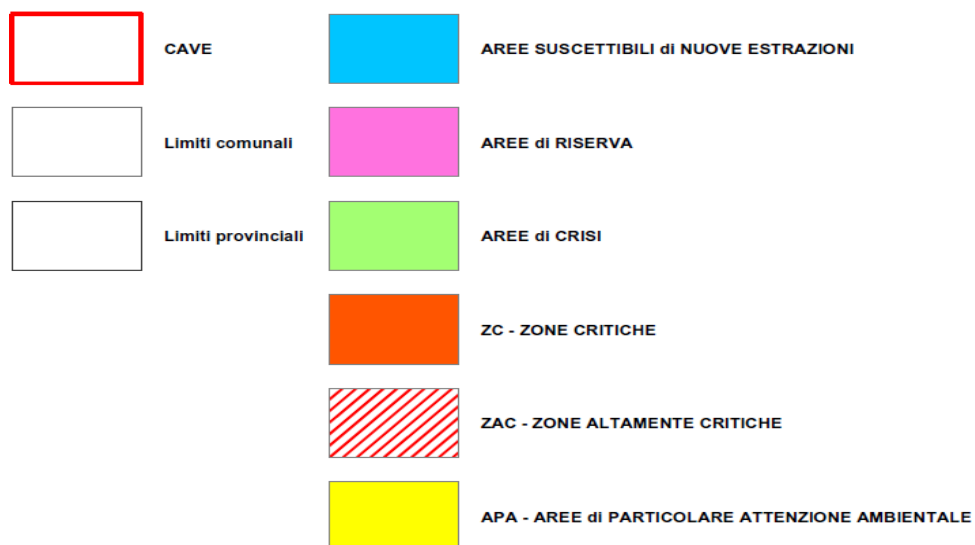 CAVE
Limiti comunali
Limiti provinciali
AREE SUSCETTIBILI di NUOVE ESTRAZIONI
AREE di RISERVA
AREE di CRISI
ZC - ZONE CRITICHE
ZAC - ZONE ALTAMENTE CRITICHE
APA - AREE di PARTICOLARE ATTENZIONE AMBIENTALE